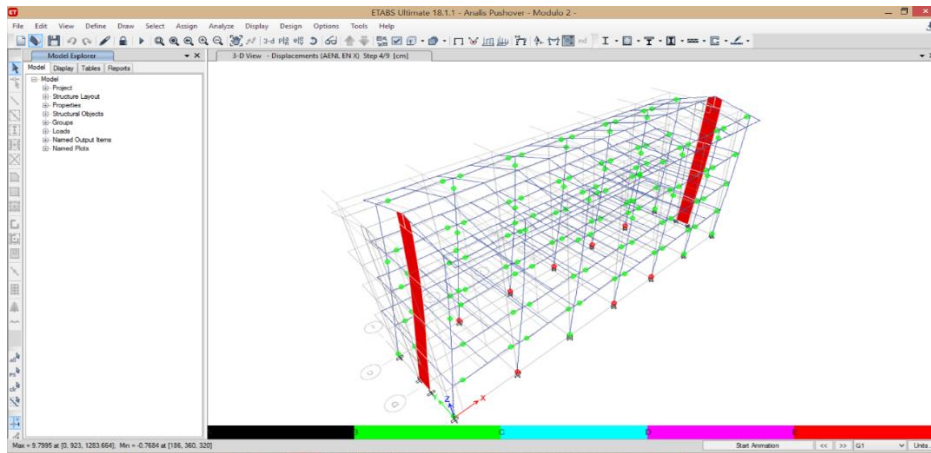 ETABS Ultimate 18.1.1 - Analis Pushover - Modulo 2 -
File Edit View Define Draw Select Assign Analyze Display Design Options Tools Help
Model Explorer
3-D View - Displacements (AENL EN X) Step 4/9 [cm]
Model Display Tables Reports
Model
Project
Structure Layout
Properties
Structural Objects
Groups
Loads
Named Output Items
Named Plots
Z
X
B
C
D
E
Max = 9.7995 at [0, 923, 1283.664]; Min = -0.7684 at [186, 360, 320]
Start Animation << >> G1 Units...